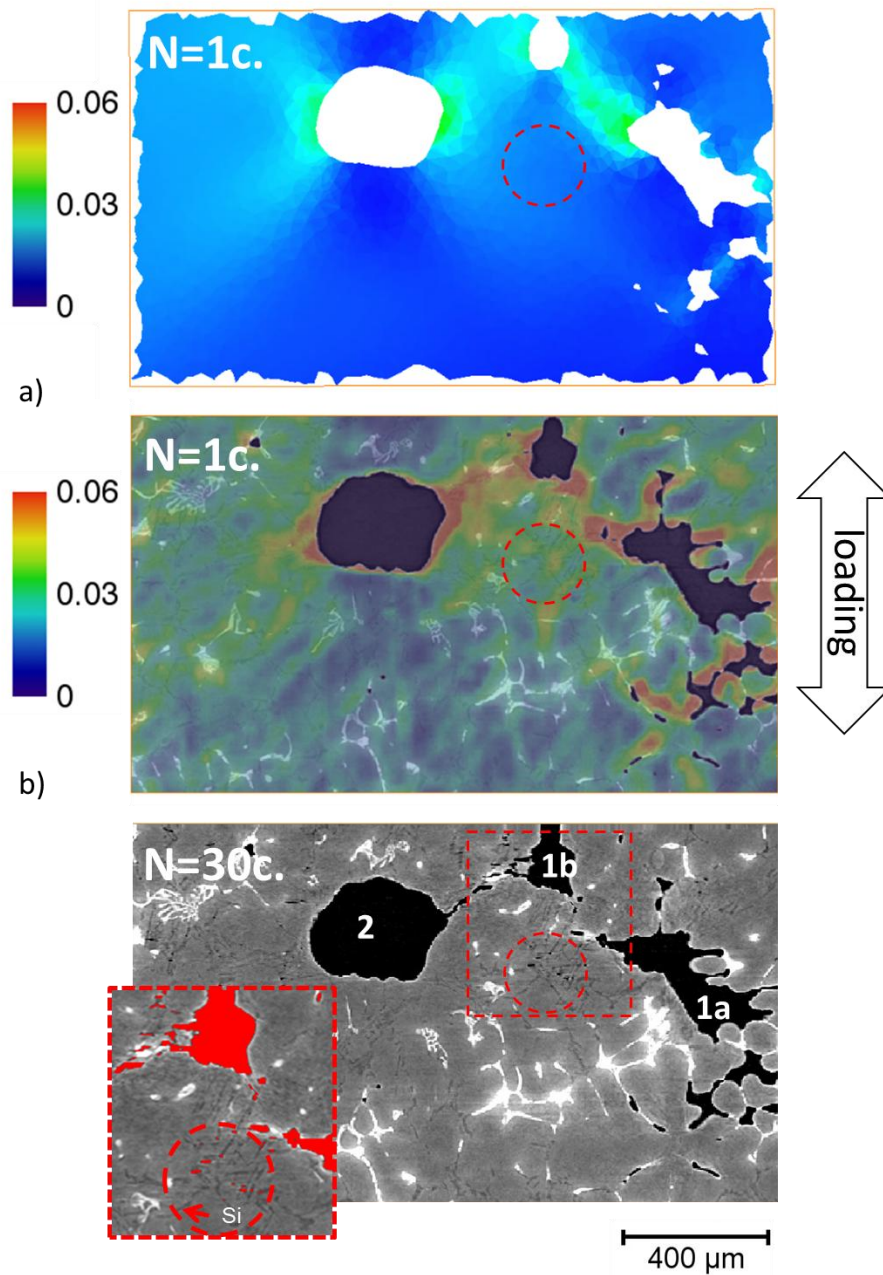 N=1c.
0.06
0.03
0
a)
N=1c.
0.06
0.03
0
b)
loading
N=30c.
1b
2
1a
Si
400 µm